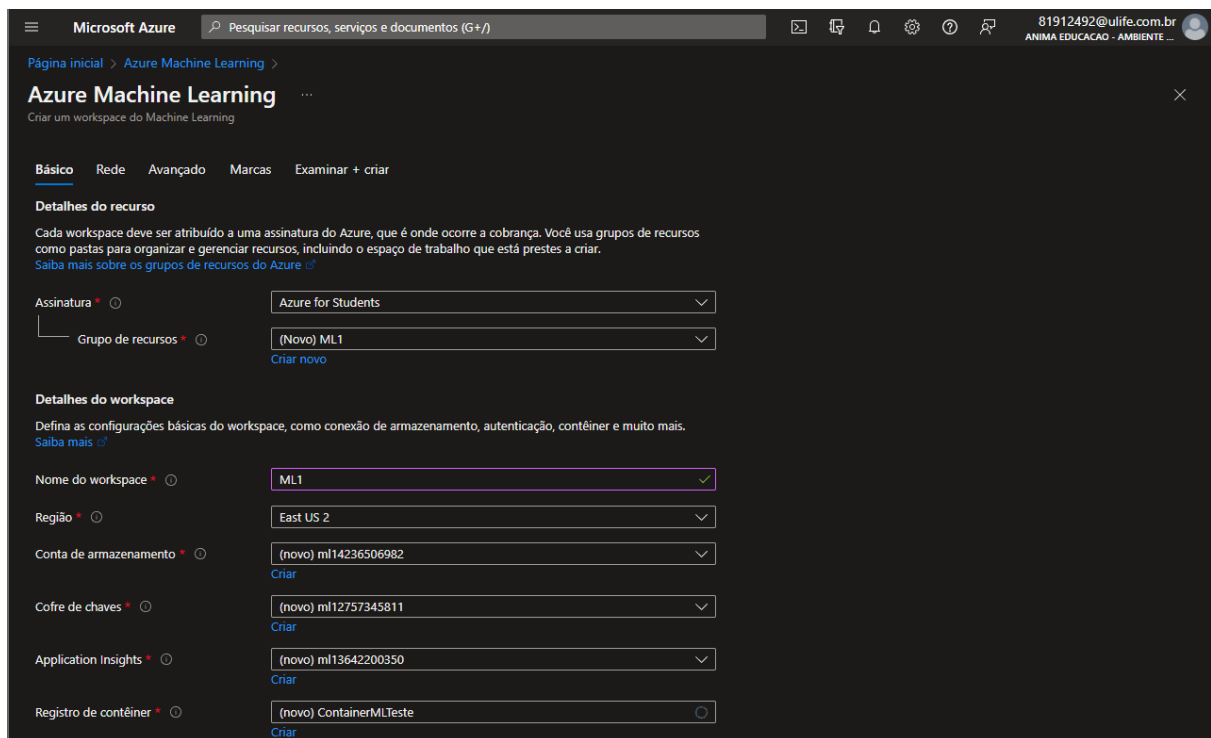 Microsoft Azure
Pesquisar recursos, serviços e documentos (G+/)
81912492@ulife.com.br
ANIMA EDUCACAO - AMBIENTE ...
Página inicial > Azure Machine Learning >
Azure Machine Learning ...
Criar um workspace do Machine Learning
Básico Rede Avançado Marcas Examinar + criar
Detalhes do recurso
Cada workspace deve ser atribuído a uma assinatura do Azure, que é onde ocorre a cobrança. Você usa grupos de recursos
como pastas para organizar e gerenciar recursos, incluindo o espaço de trabalho que está prestes a criar.
Saiba mais sobre os grupos de recursos do Azure
Assinatura * Azure for Students
Grupo de recursos * (Novo) ML1
Criar novo
Detalhes do workspace
Defina as configurações básicas do workspace, como conexão de armazenamento, autenticação, contêiner e muito mais.
Saiba mais
Nome do workspace * ML1
Região * East US 2
Conta de armazenamento * (novo) ml14236506982
Criar
Cofre de chaves * (novo) ml12757345811
Criar
Application Insights * (novo) ml13642200350
Criar
Registro de contêiner * (novo) ContainerMLTeste
Criar